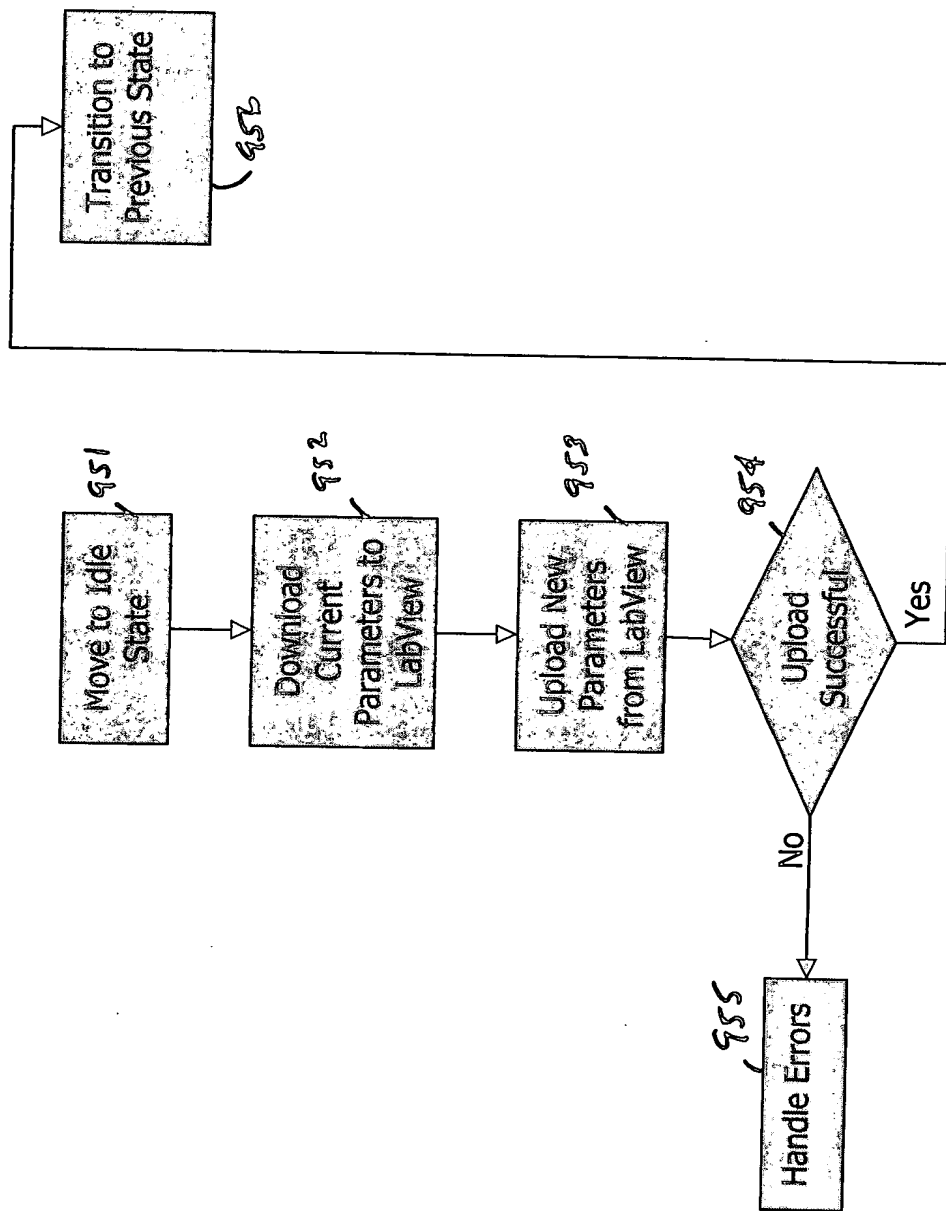 Move to Idle
State
951
Download
Current
Parameters to
LabView
952
Upload New
Parameters
from LabView
953
Upload
Successful
954
No
Yes
Handle Errors
955
Transition to
Previous State